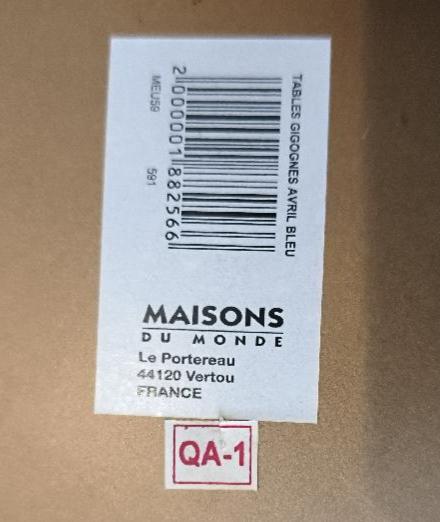 TABLES GIGOGNES AVRIL BLEU
2000001882566
MEU59 591
MAISONS
DU MONDE
Le Portereau
44120 Vertou
FRANCE
QA-1